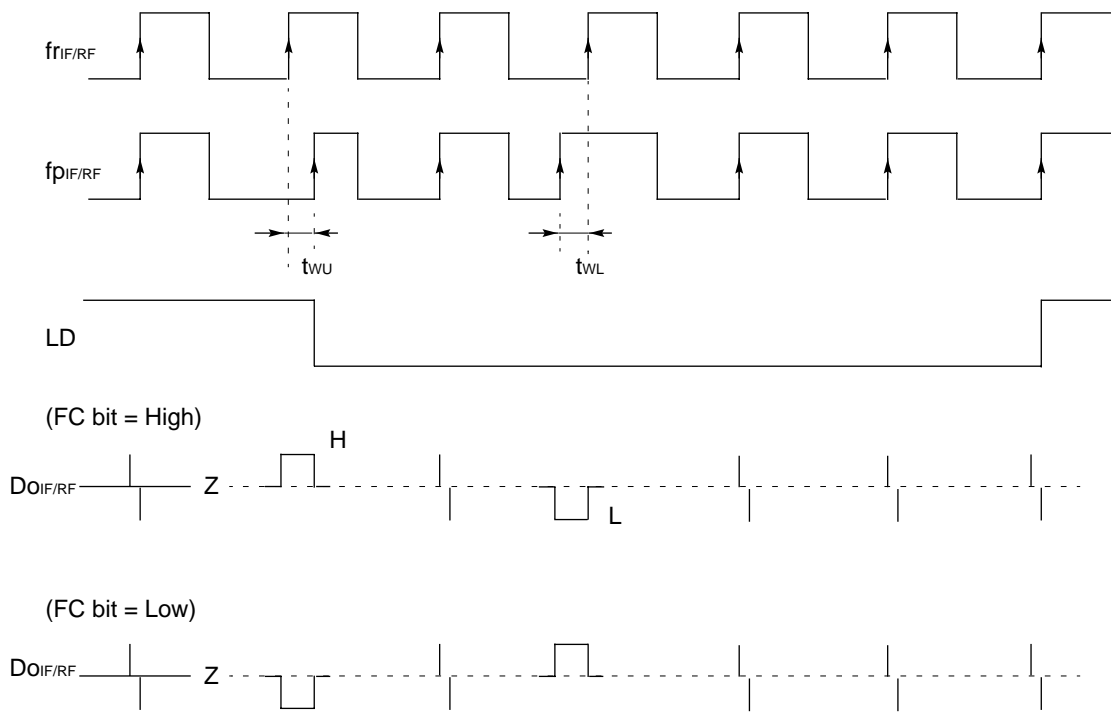 frIF/RF
fpIF/RF
tWU
tWL
LD
(FC bit = High)
H
DoIF/RF
Z
L
(FC bit = Low)
DoIF/RF
Z